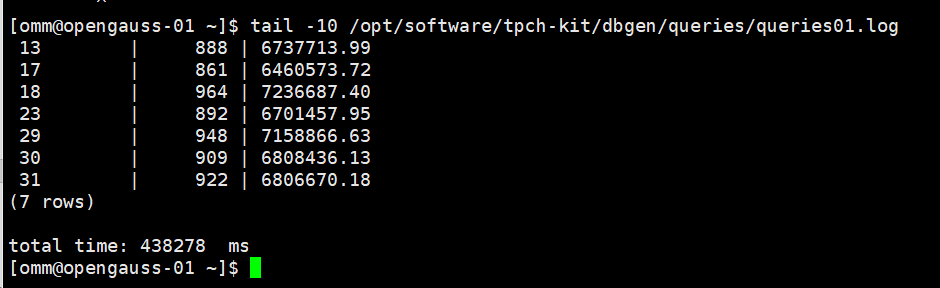 [omm@opengauss-01 ~]$ tail -10 /opt/software/tpch-kit/dbgen/queries/queries01.log
 13        |     888 | 6737713.99
 17        |     861 | 6460573.72
 18        |     964 | 7236687.40
 23        |     892 | 6701457.95
 29        |     948 | 7158866.63
 30        |     909 | 6808436.13
 31        |     922 | 6806670.18
(7 rows)

total time: 438278  ms
[omm@opengauss-01 ~]$